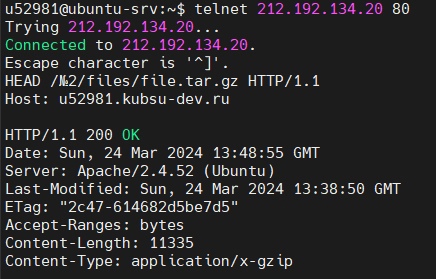 u52981@ubuntu-srv:~$ telnet 212.192.134.20 80
Trying 212.192.134.20...
Connected to 212.192.134.20.
Escape character is '^]'.
HEAD /№2/files/file.tar.gz HTTP/1.1
Host: u52981.kubsu-dev.ru

HTTP/1.1 200 OK
Date: Sun, 24 Mar 2024 13:48:55 GMT
Server: Apache/2.4.52 (Ubuntu)
Last-Modified: Sun, 24 Mar 2024 13:38:50 GMT
ETag: "2c47-614682d5be7d5"
Accept-Ranges: bytes
Content-Length: 11335
Content-Type: application/x-gzip